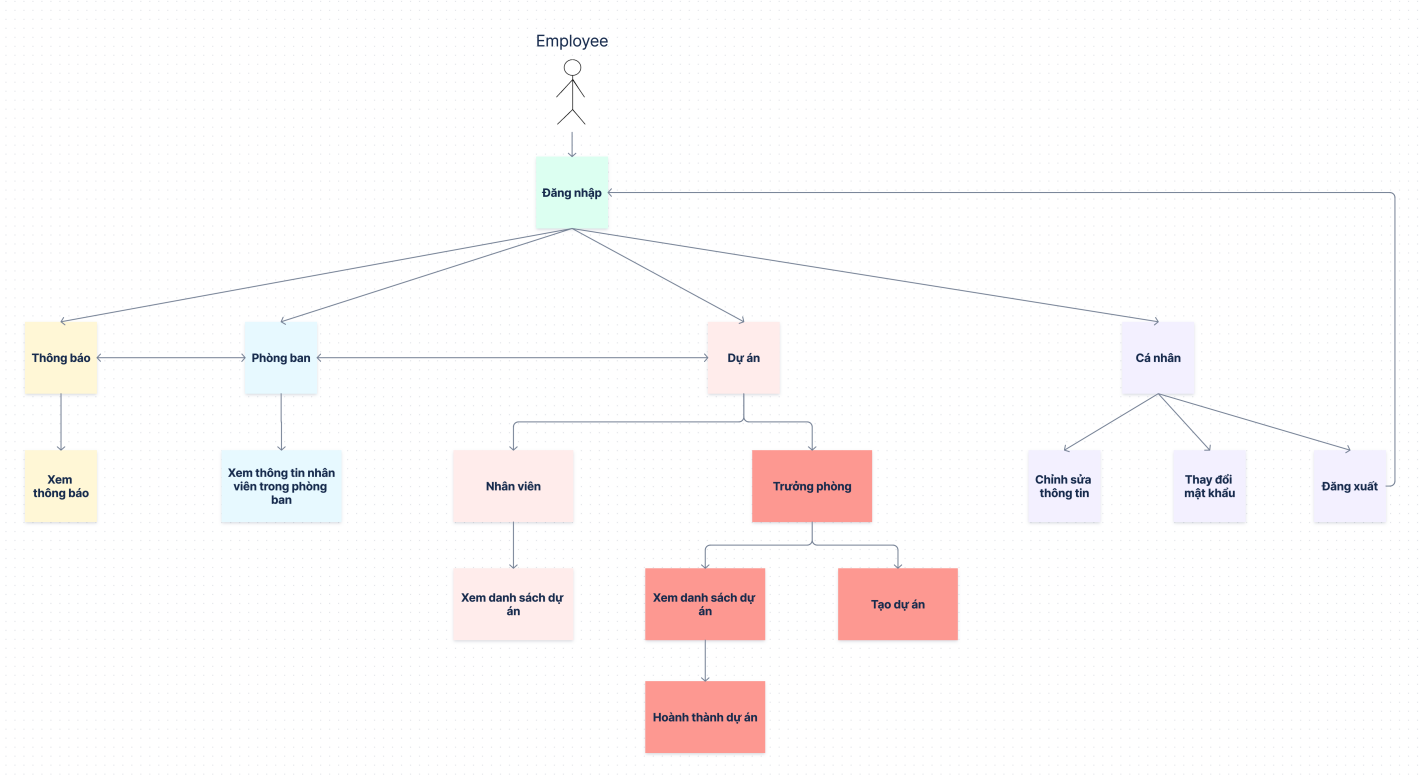 Employee
Đăng nhập
Thông báo
Phòng ban
Dự án
Cá nhân
Xem
thông báo
Xem thông tin nhân
viên trong phòng
ban
Nhân viên
Trưởng phòng
Chỉnh sửa
thông tin
Thay đổi
mật khẩu
Đăng xuất
Xem danh sách dự
án
Xem danh sách dự
án
Tạo dự án
Hoành thành dự án